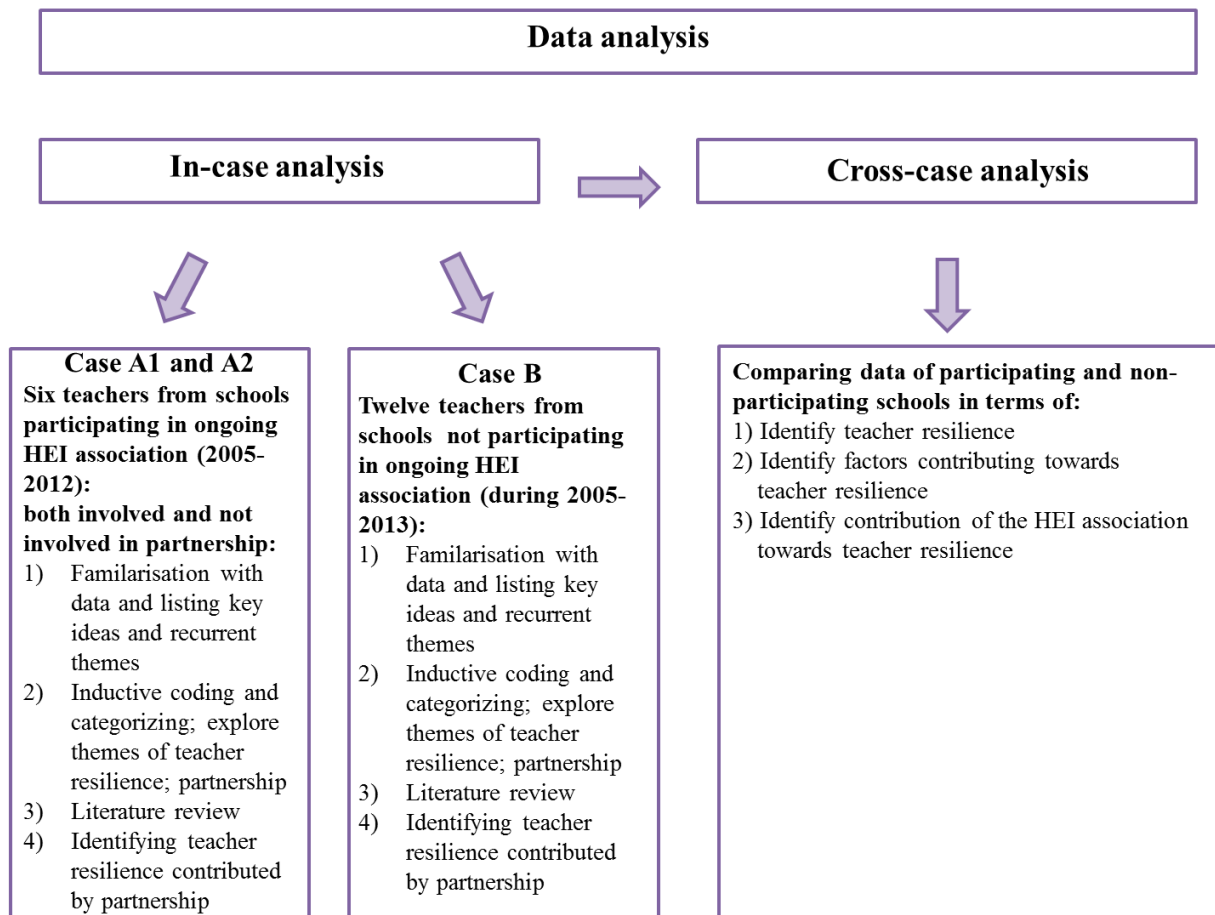 Data analysis
In-case analysis
Cross-case analysis
Case A1 and A2
Six teachers from schools
participating in ongoing
HEI association (2005-
2012):
both involved and not
involved in partnership:
1) Familarisation with
data and listing key
ideas and recurrent
themes
2) Inductive coding and
categorizing; explore
themes of teacher
resilience; partnership
3) Literature review
4) Identifying teacher
resilience contributed
by partnership
Case B
Twelve teachers from
schools not participating
in ongoing HEI
association (during 2005-
2013):
1) Familarisation with
data and listing key
ideas and recurrent
themes
2) Inductive coding and
categorizing; explore
themes of teacher
resilience; partnership
3) Literature review
4) Identifying teacher
resilience contributed
by partnership
Comparing data of participating and non-
participating schools in terms of:
1) Identify teacher resilience
2) Identify factors contributing towards
teacher resilience
3) Identify contribution of the HEI association
towards teacher resilience